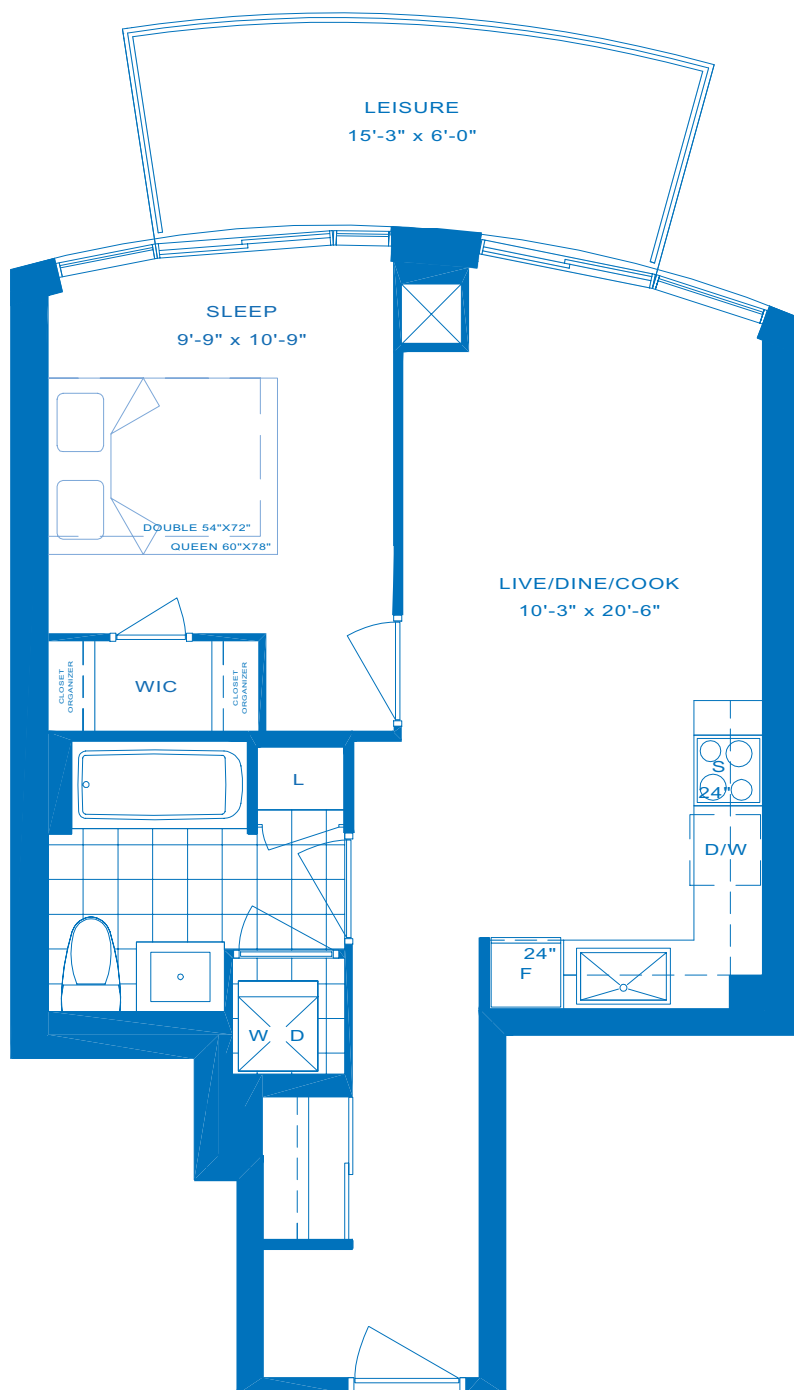 LEISURE
15'-3" x 6'-0"
SLEEP
9'-9" x 10'-9"
DOUBLE 54"X72"
QUEEN 60"X78"
LIVE/DINE/COOK
10'-3" x 20'-6"
CLOSET
ORGANIZER
WIC
CLOSET
ORGANIZER
L
S
24"
D/W
24"
F
W D